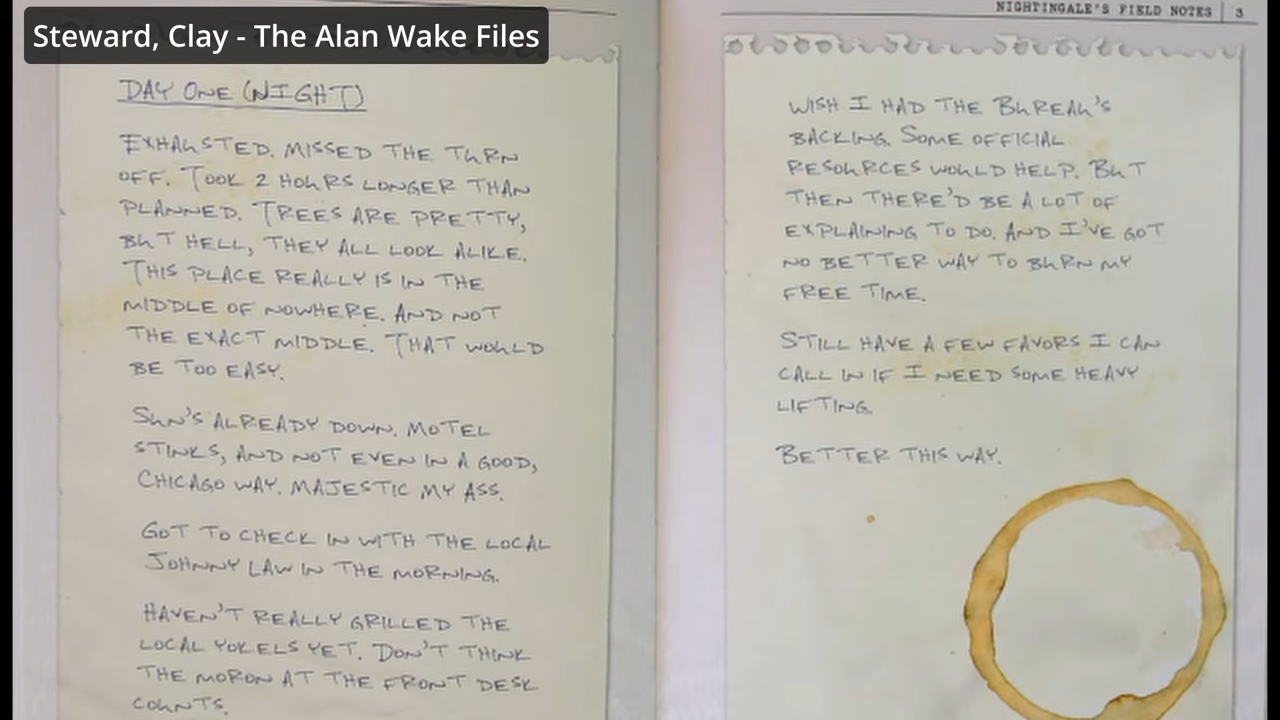 Steward, Clay - The Alan Wake Files
NIGHTINGALE'S FIELD NOTES | 3
DAY ONE (NIGHT)
EXHAUSTED. MISSED THE TURN
OFF. TOOK 2 HOURS LONGER THAN
PLANNED. TREES ARE PRETTY,
BUT HELL, THEY ALL LOOK ALIKE.
THIS PLACE REALLY IS IN THE
MIDDLE OF NOWHERE. AND NOT
THE EXACT MIDDLE. THAT WOULD
BE TOO EASY.
SUN'S ALREADY DOWN. MOTEL
STINKS, AND NOT EVEN IN A GOOD,
CHICAGO WAY. MAJESTIC MY ASS.
GOT TO CHECK IN WITH THE LOCAL
JOHNNY LAW IN THE MORNING.
HAVEN'T REALLY GRILLED THE
LOCAL YOKELS YET. DON'T THINK
THE MORON AT THE FRONT DESK
COUNTS.
WISH I HAD THE BUREAU'S
BACKING. SOME OFFICIAL
RESOURCES WOULD HELP. BUT
THEN THERE'D BE A LOT OF
EXPLAINING TO DO. AND I'VE GOT
NO BETTER WAY TO BURN MY
FREE TIME.
STILL HAVE A FEW FAVORS I CAN
CALL IN IF I NEED SOME HEAVY
LIFTING.
BETTER THIS WAY.